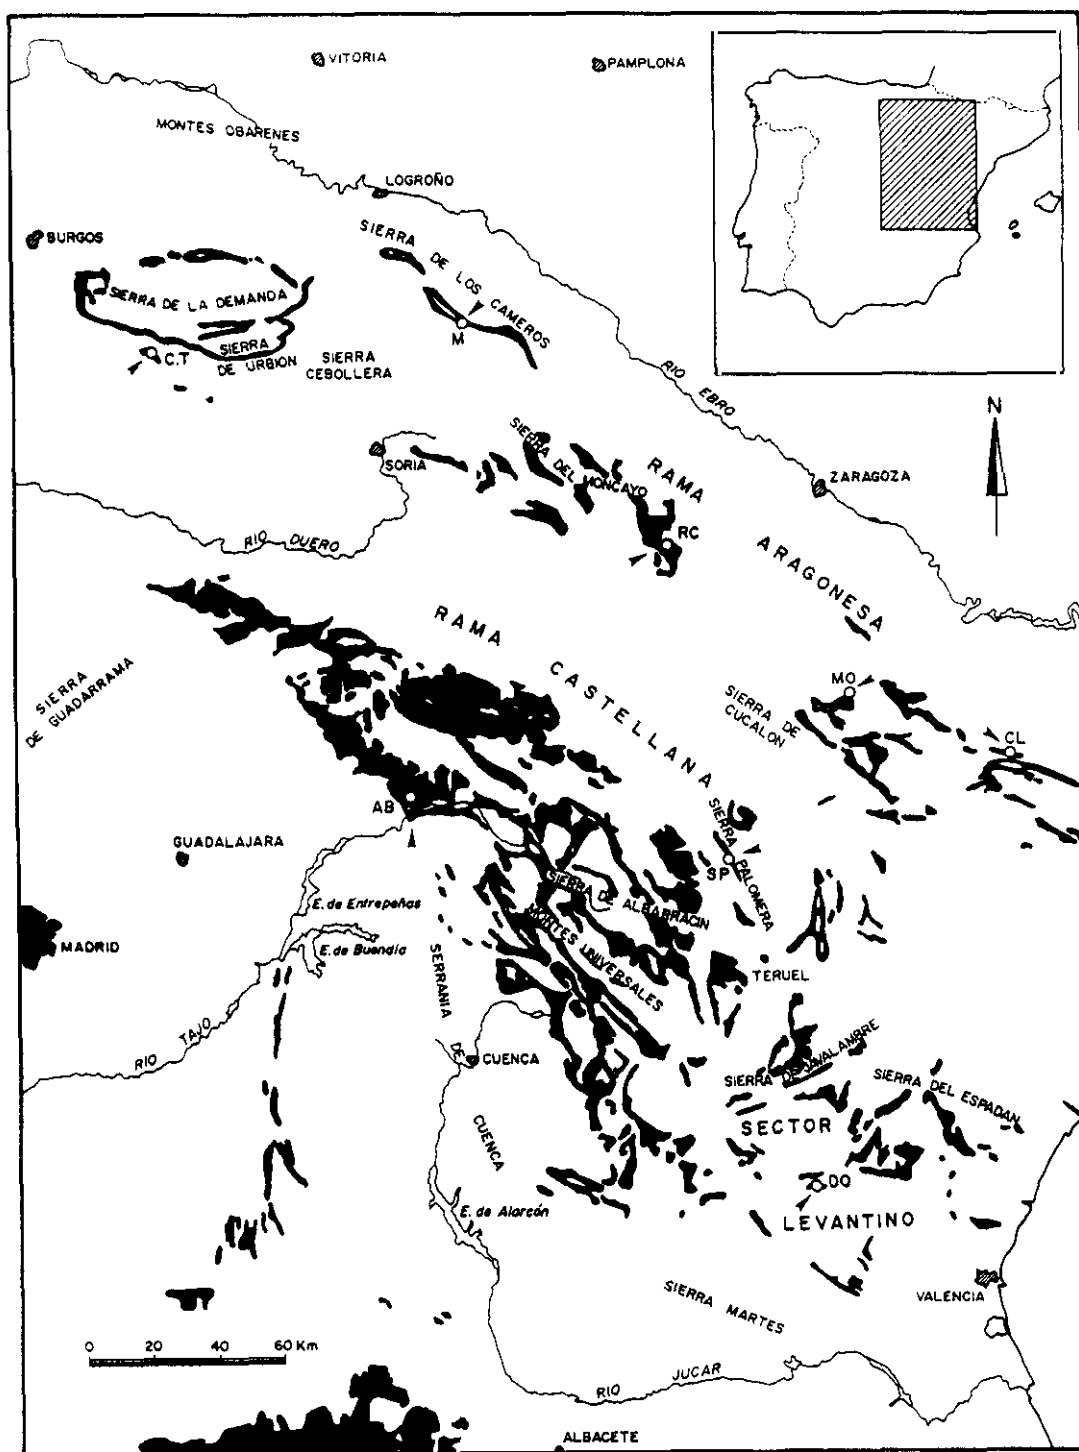 VITORIA
PAMPLONA
MONTES OBARENES
LOGROÑO
BURGOS
SIERRA DE LOS CAMEROS
SIERRA DE LA DEMANDA
M
C.T
SIERRA
DE URBION
SIERRA
CEBOLLERA
RIO EBRO
N
SORIA
SIERRA DEL MONCAYO
RAMA
ARAGONESA
ZARAGOZA
RC
RIO DUERO
RAMA
CASTELLANA
SIERRA
DE GUADARRAMA
MO
SIERRA DE
CUCALON
CL
AB
GUADALAJARA
SIERRA PALOMERA
SP
SIERRA DE ALBARRACIN
E. de Entrepeñas
MONTES UNIVERSALES
MADRID
E. de Buendía
SERRANIA
DE
CUENCA
TERUEL
RIO TAJO
CUENCA
SIERRA DE JAVALAMBRE
SIERRA DEL ESPADAN
SECTOR
DO
E. de Alarcón
LEVANTINO
VALENCIA
SIERRA MARTES
0 20 40 60 Km
RIO JUCAR
ALBACETE